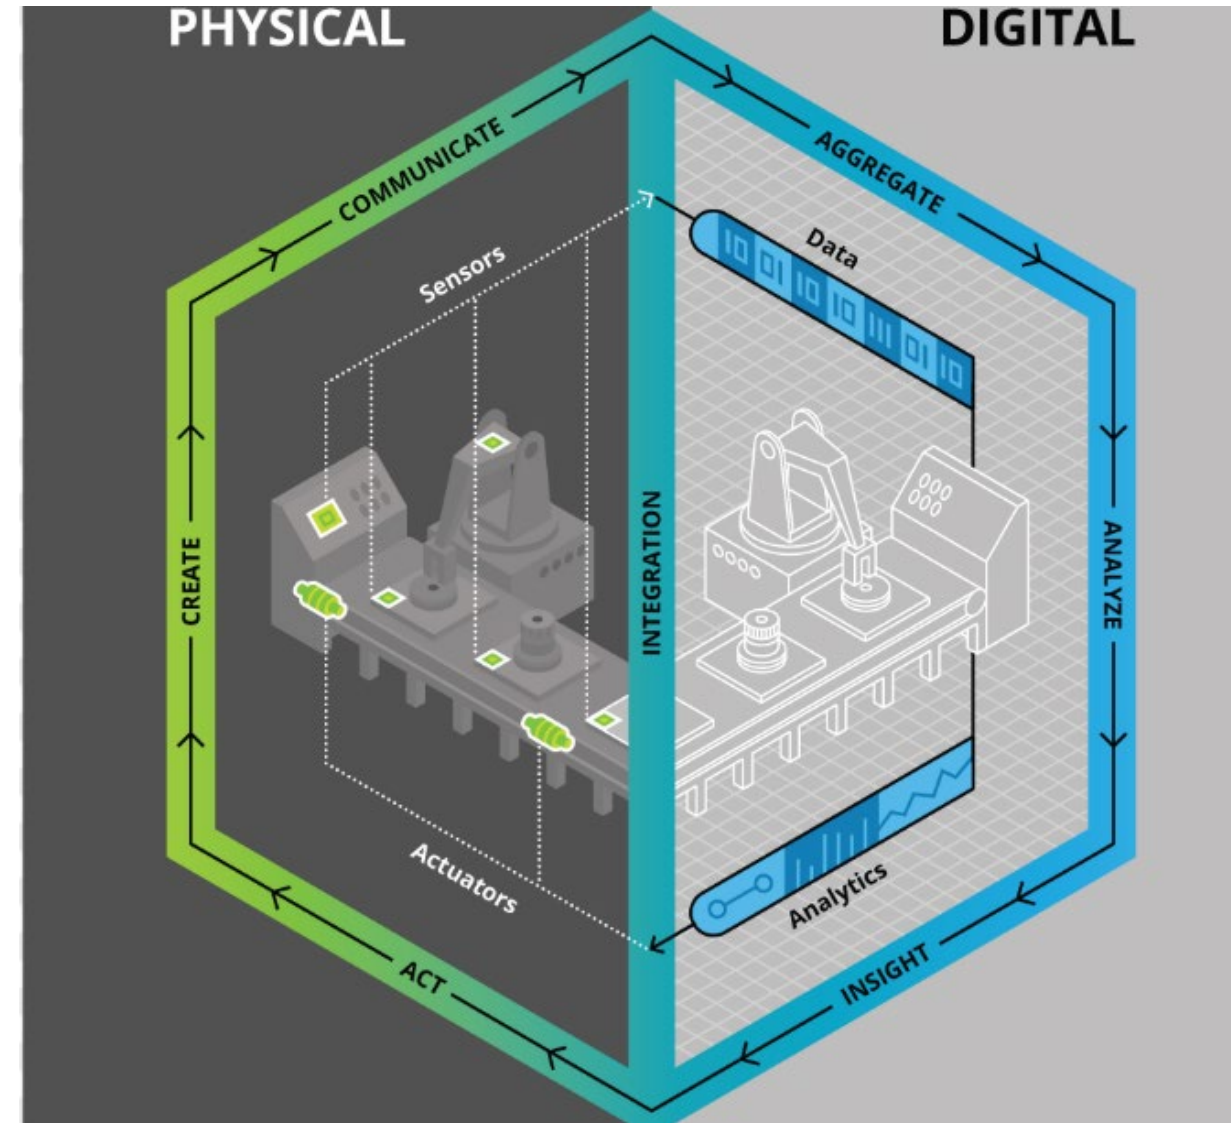 PHYSICAL
DIGITAL
COMMUNICATE
AGGREGATE
Sensors
Data
10 01 10 10 111 01 10
CREATE
INTEGRATION
ANALYZE
Actuators
Analytics
ACT
INSIGHT